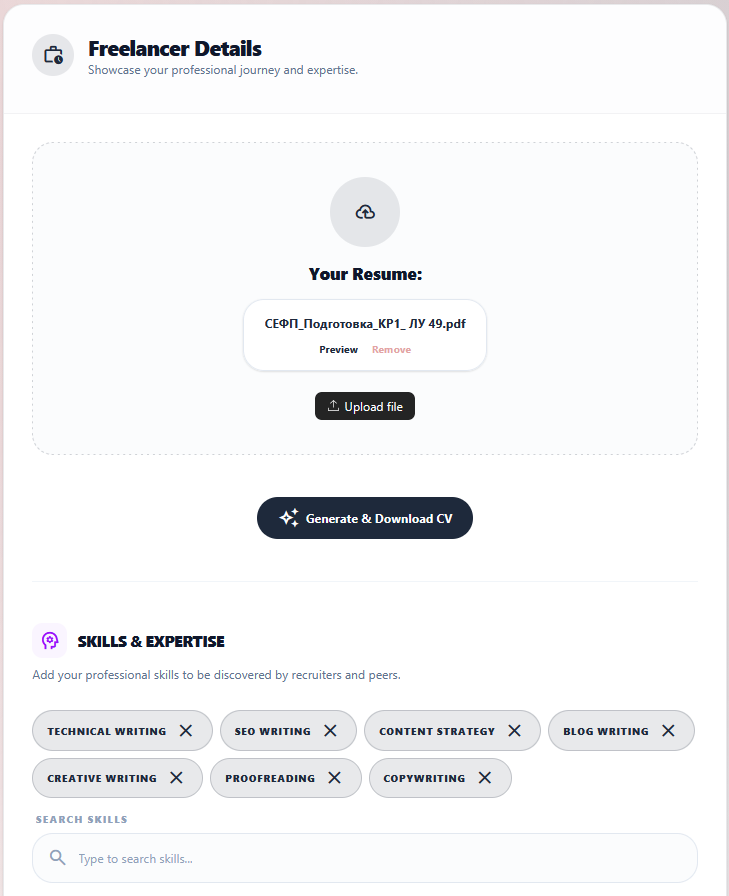 Freelancer Details
Showcase your professional journey and expertise.
Your Resume:
СЕФП_Подготовка_КР1_ ЛУ 49.pdf
Preview Remove
Upload file
Generate & Download CV
SKILLS & EXPERTISE
Add your professional skills to be discovered by recruiters and peers.
TECHNICAL WRITING SEO WRITING CONTENT STRATEGY BLOG WRITING
CREATIVE WRITING PROOFREADING COPYWRITING
SEARCH SKILLS
Type to search skills...